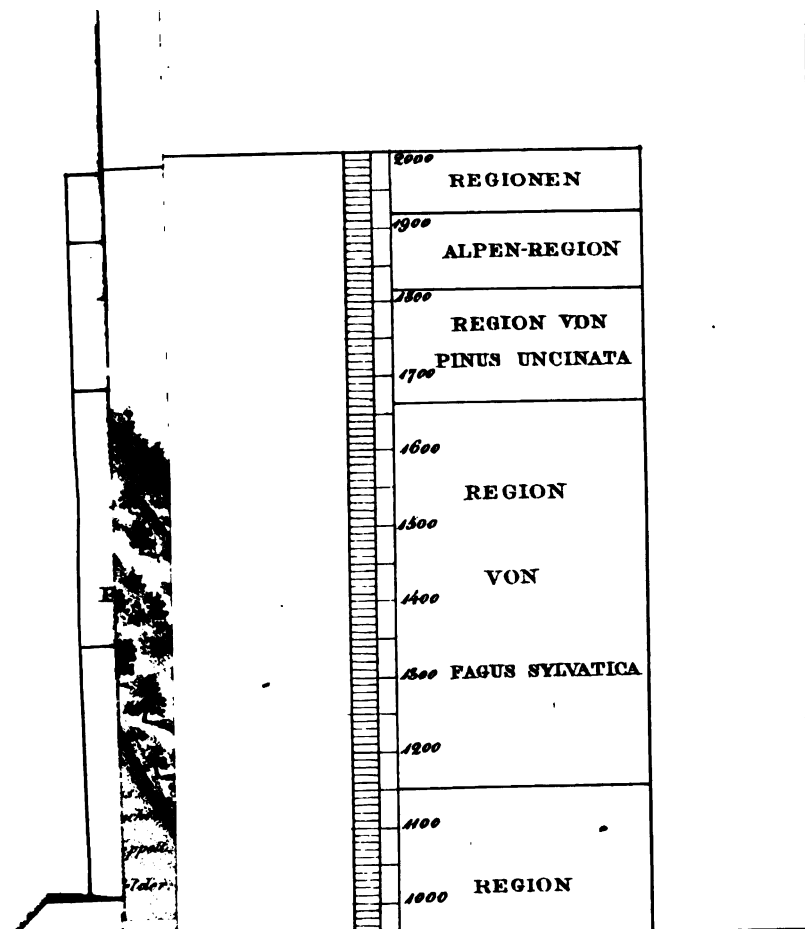 2000
REGIONEN
1900
ALPEN-REGION
1800
REGION VON
PINUS UNCINATA
1700
1600
REGION
1500
VON
1400
1300 FAGUS SYLVATICA
1200
1100
REGION
1000